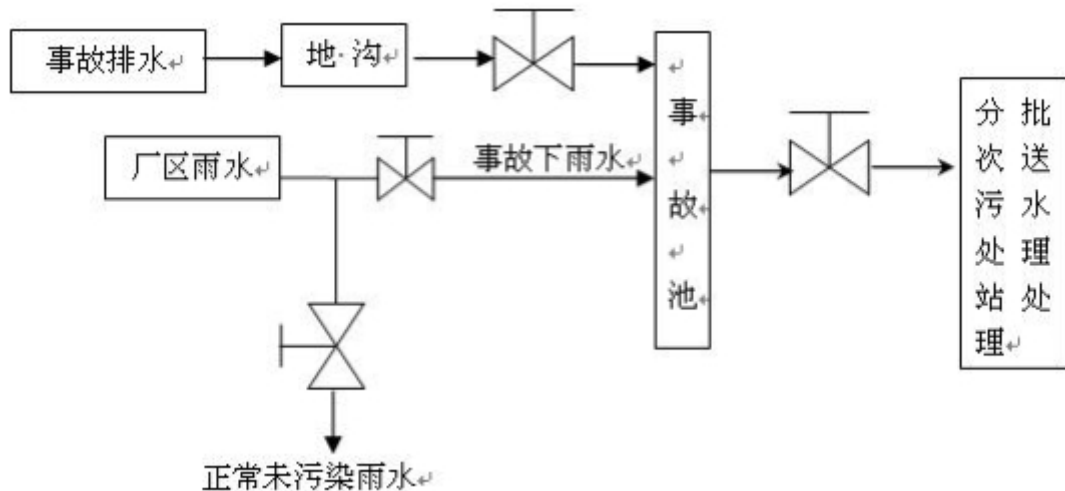 事故排水
地·沟
厂区雨水
事故下雨水
事
故
池
分 批
次 送
污 水
处 理
站 处
理
正常未污染雨水